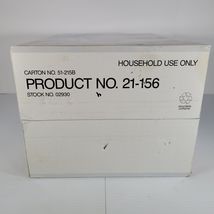 HOUSEHOLD USE ONLY
CARTON NO. 51-215B
PRODUCT NO. 21-156
STOCK NO. 02930